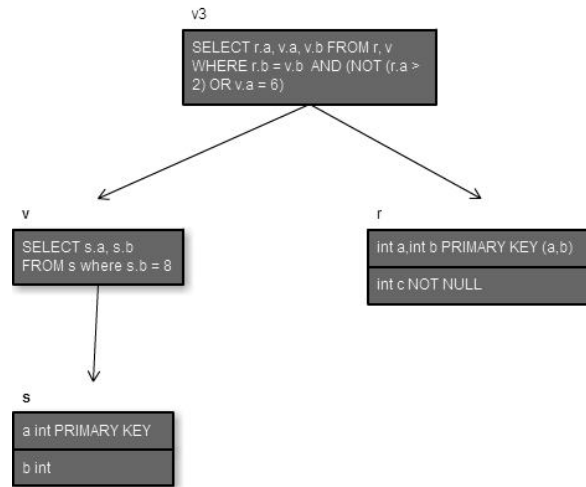 v3
SELECT r.a, v.a, v.b FROM r, v
WHERE r.b = v.b  AND (NOT (r.a >
2) OR v.a = 6)
v
r
SELECT s.a, s.b
FROM s where s.b = 8
int a,int b PRIMARY KEY (a,b)
int c NOT NULL
s
a int PRIMARY KEY
b int